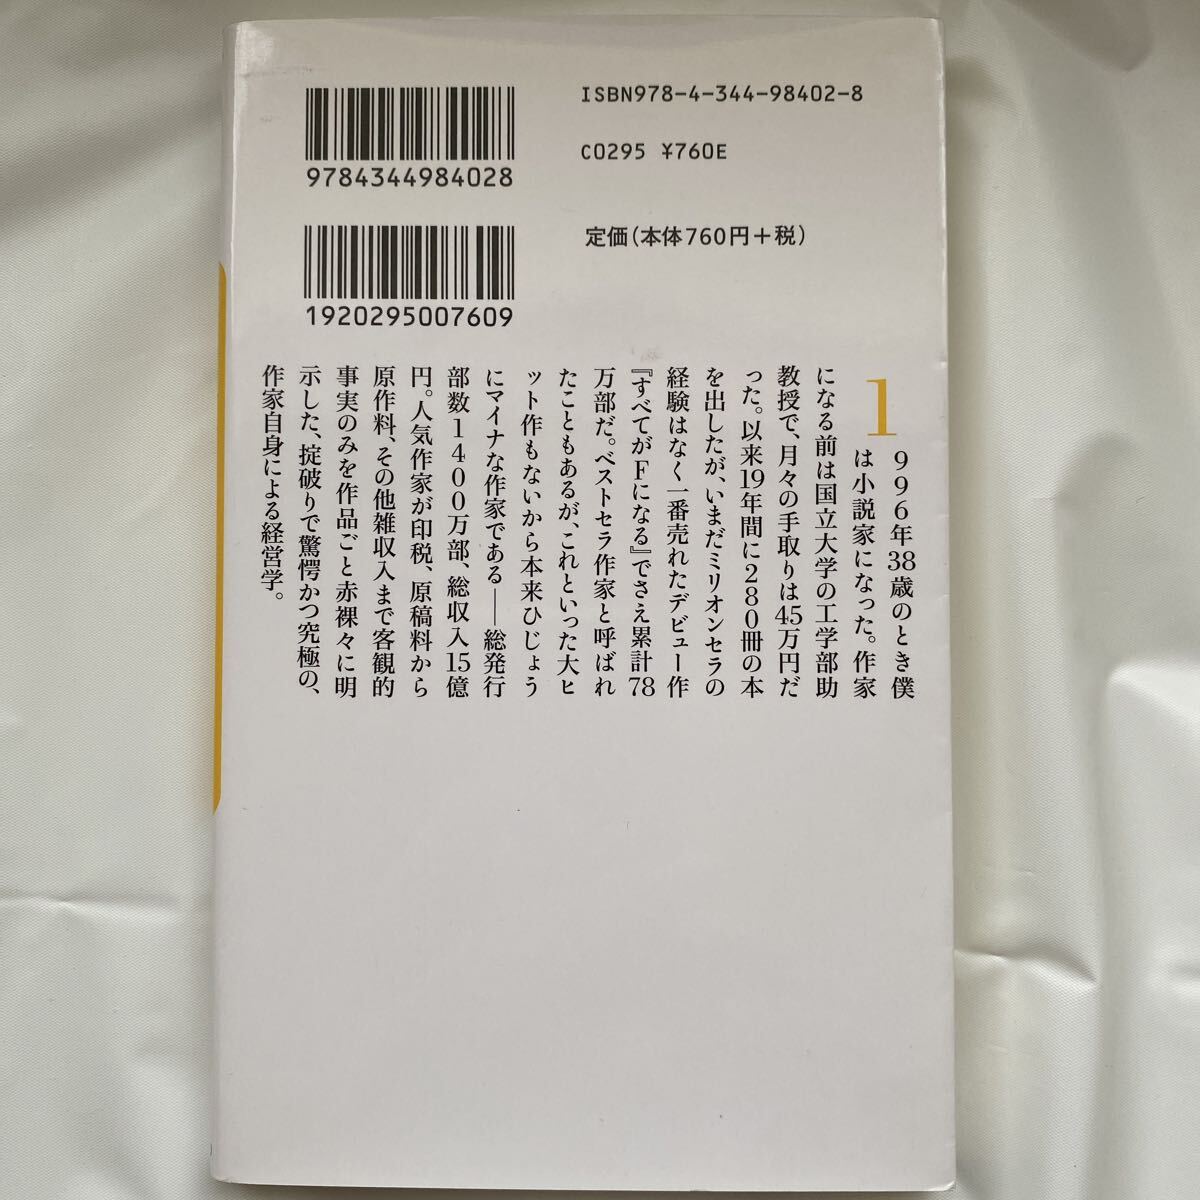 ISBN978-4-344-98402-8
C0295 ¥760E
9784344984028
定価(本体760円+税)
1920295007609
1996年38歳のとき僕
は小説家になった。作家
になる前は国立大学の工学部助
教授で、月々の手取りは45万円だ
った。以来19年間に280冊の本
を出したが、いまだミリオンセラの
経験はなく一番売れたデビュー作
『すべてがFになる』でさえ累計78
万部だ。ベストセラ作家と呼ばれ
たこともあるが、これといった大ヒ
ット作もないから本来ひじょう
にマイナな作家である——総発行
部数1400万部、総収入15億
円。人気作家が印税、原稿料から
原作料、その他雑収入まで客観的
事実のみを作品ごと赤裸々に明
示した、掟破りで驚愕かつ究極の、
作家自身による経営学。